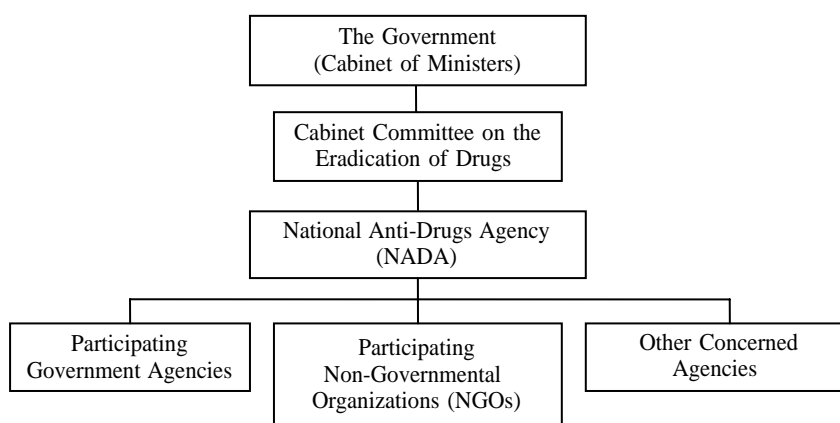 The Government
(Cabinet of Ministers)
Cabinet Committee on the
Eradication of Drugs
National Anti-Drugs Agency
(NADA)
Participating
Government Agencies
Participating
Non-Governmental
Organizations (NGOs)
Other Concerned
Agencies